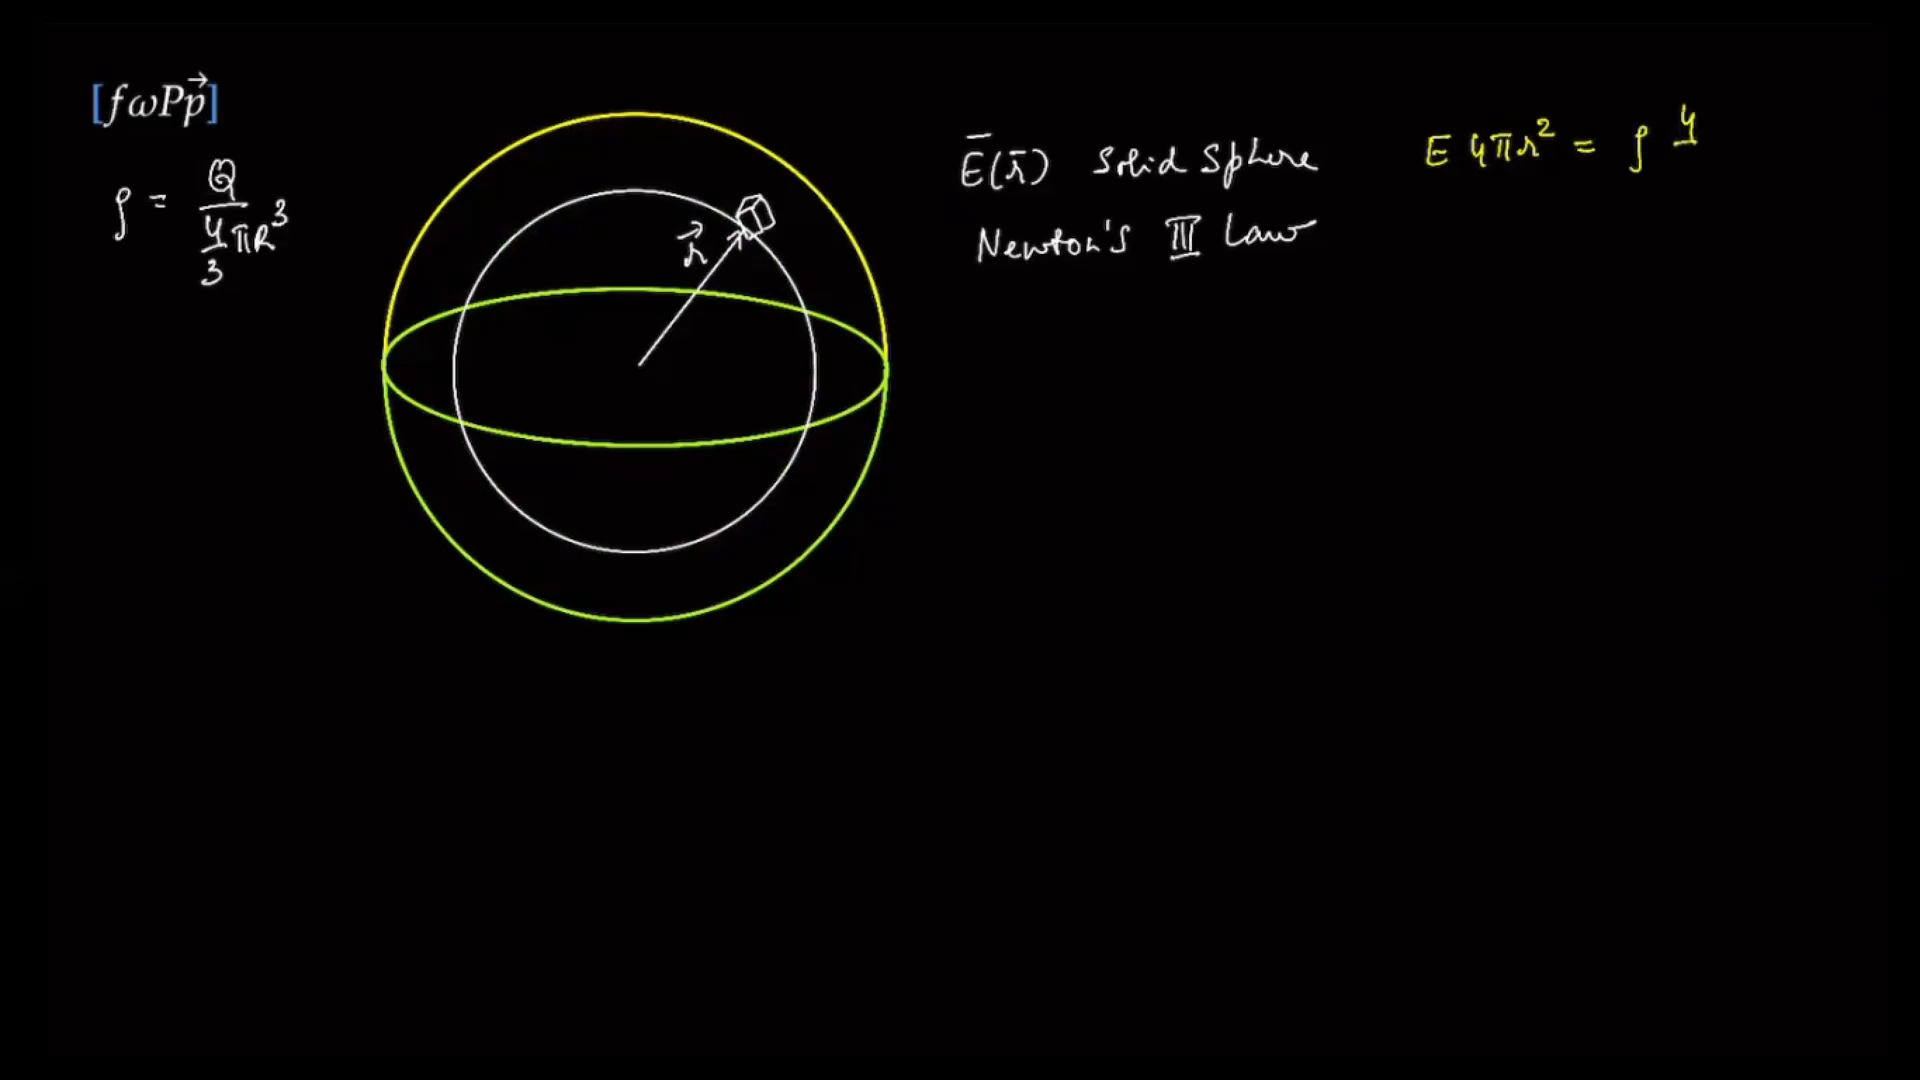 [fωPp⃗]
ρ = Q / (4/3 πR³)
r⃗
E̅(r̅) Solid Sphere
Newton's III Law
E 4πr² = ρ 4